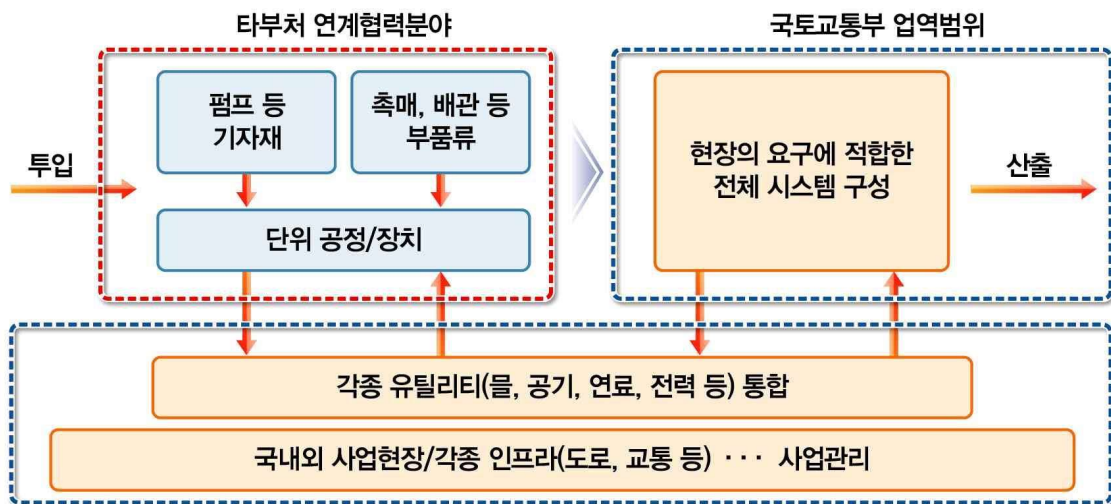 타부처 연계협력분야
국토교통부 업역범위
투입
펌프 등
기자재
촉매, 배관 등
부품류
단위 공정/장치
현장의 요구에 적합한
전체 시스템 구성
산출
각종 유틸리티(믈, 공기, 연료, 전력 등) 통합
국내외 사업현장/각종 인프라(도로, 교통 등) ··· 사업관리